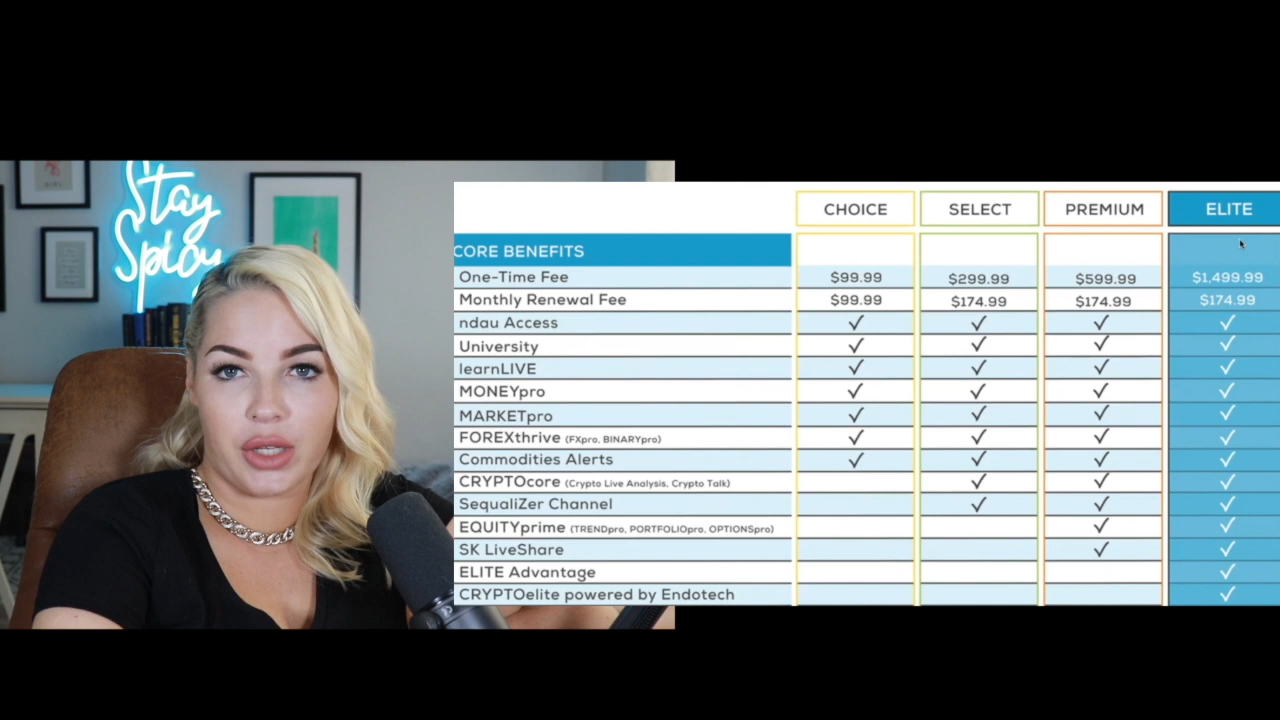 Stay
Spicy
CHOICE SELECT PREMIUM ELITE
CORE BENEFITS
One-Time Fee $99.99 $299.99 $599.99 $1,499.99
Monthly Renewal Fee $99.99 $174.99 $174.99 $174.99
ndau Access ✓ ✓ ✓ ✓
University ✓ ✓ ✓ ✓
learnLIVE ✓ ✓ ✓ ✓
MONEYpro ✓ ✓ ✓ ✓
MARKETpro ✓ ✓ ✓ ✓
FOREXthrive (FXpro, BINARYpro) ✓ ✓ ✓ ✓
Commodities Alerts ✓ ✓ ✓ ✓
CRYPTOcore (Crypto Live Analysis, Crypto Talk) ✓ ✓ ✓
SequaliZer Channel ✓ ✓ ✓
EQUITYprime (TRENDpro, PORTFOLIOpro, OPTIONSpro) ✓ ✓
SK LiveShare ✓ ✓
ELITE Advantage ✓
CRYPTOelite powered by Endotech ✓